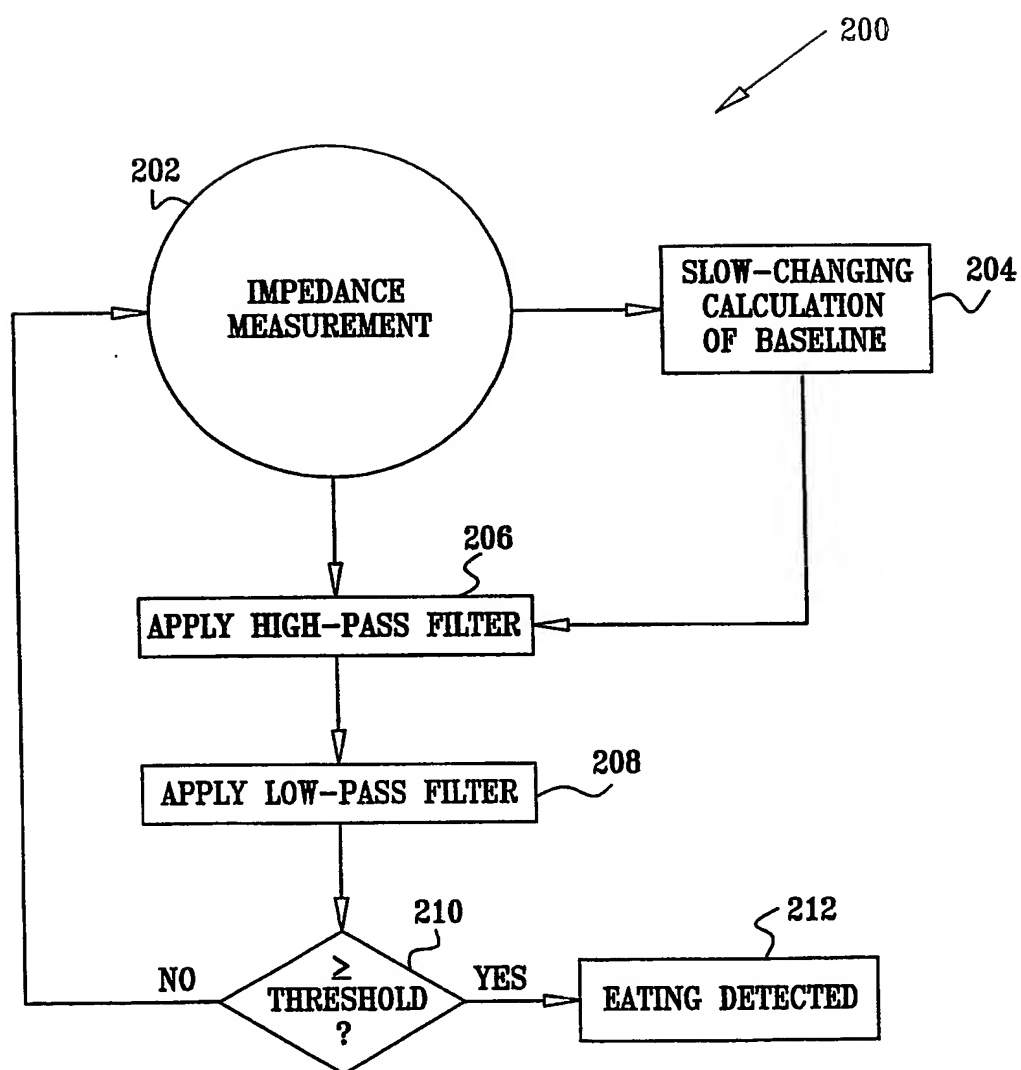 200
202
IMPEDANCE
MEASUREMENT
SLOW-CHANGING
CALCULATION
OF BASELINE
204
206
APPLY HIGH-PASS FILTER
APPLY LOW-PASS FILTER
208
210
212
NO
≥
THRESHOLD
?
YES
EATING DETECTED